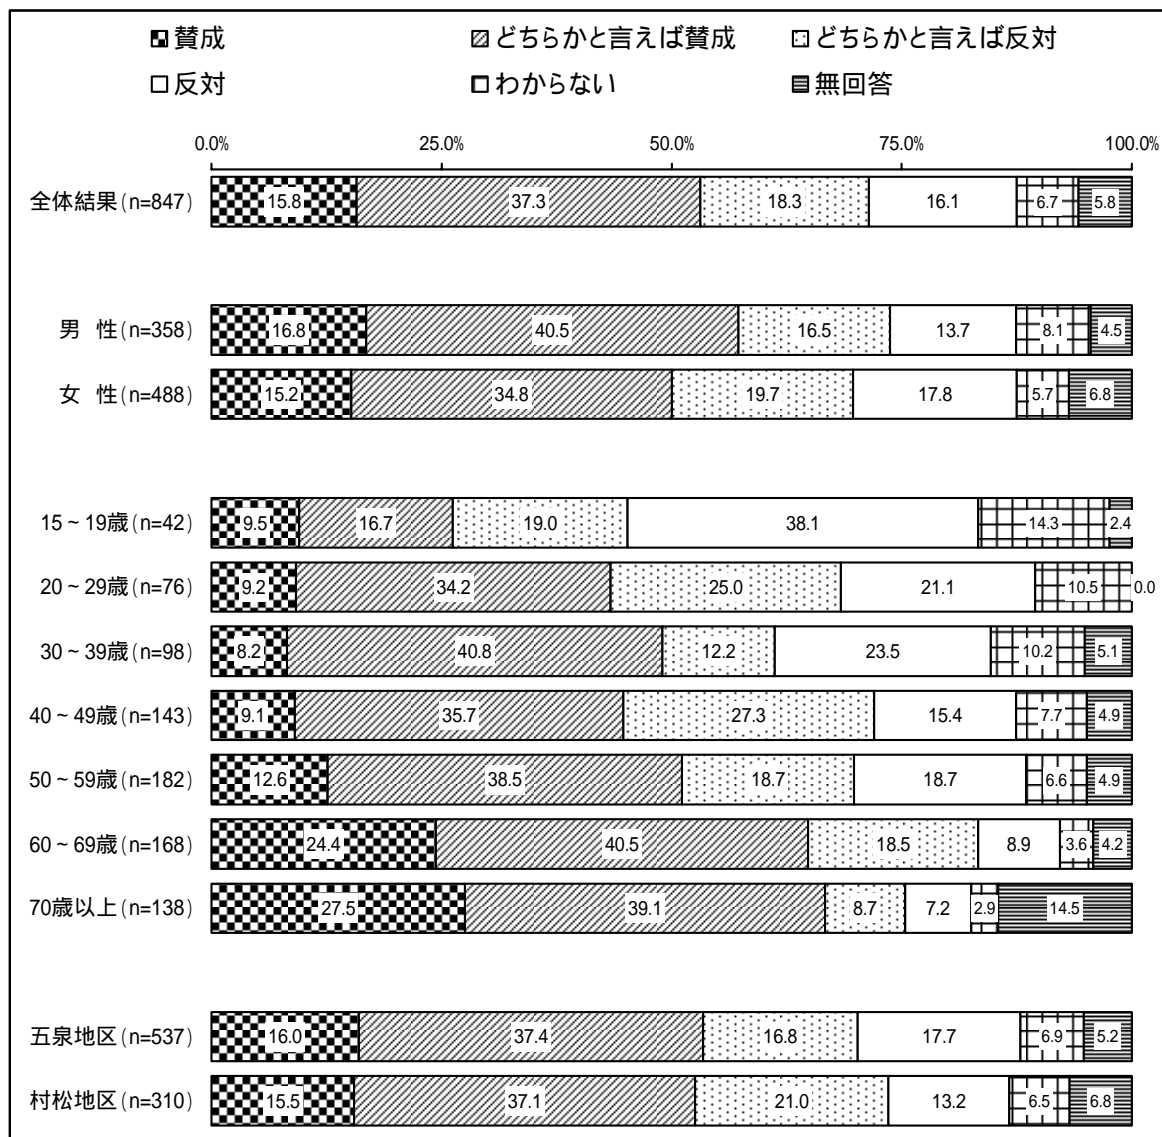 賛成 どちらかと言えば賛成 どちらかと言えば反対
反対 わからない 無回答
0.0% 25.0% 50.0% 75.0% 100.0%
全体結果(n=847) 15.8 37.3 18.3 16.1 6.7 5.8
男 性(n=358) 16.8 40.5 16.5 13.7 8.1 4.5
女 性(n=488) 15.2 34.8 19.7 17.8 5.7 6.8
15~19歳(n=42) 9.5 16.7 19.0 38.1 14.3 2.4
20~29歳(n=76) 9.2 34.2 25.0 21.1 10.5 0.0
30~39歳(n=98) 8.2 40.8 12.2 23.5 10.2 5.1
40~49歳(n=143) 9.1 35.7 27.3 15.4 7.7 4.9
50~59歳(n=182) 12.6 38.5 18.7 18.7 6.6 4.9
60~69歳(n=168) 24.4 40.5 18.5 8.9 3.6 4.2
70歳以上(n=138) 27.5 39.1 8.7 7.2 2.9 14.5
五泉地区(n=537) 16.0 37.4 16.8 17.7 6.9 5.2
村松地区(n=310) 15.5 37.1 21.0 13.2 6.5 6.8